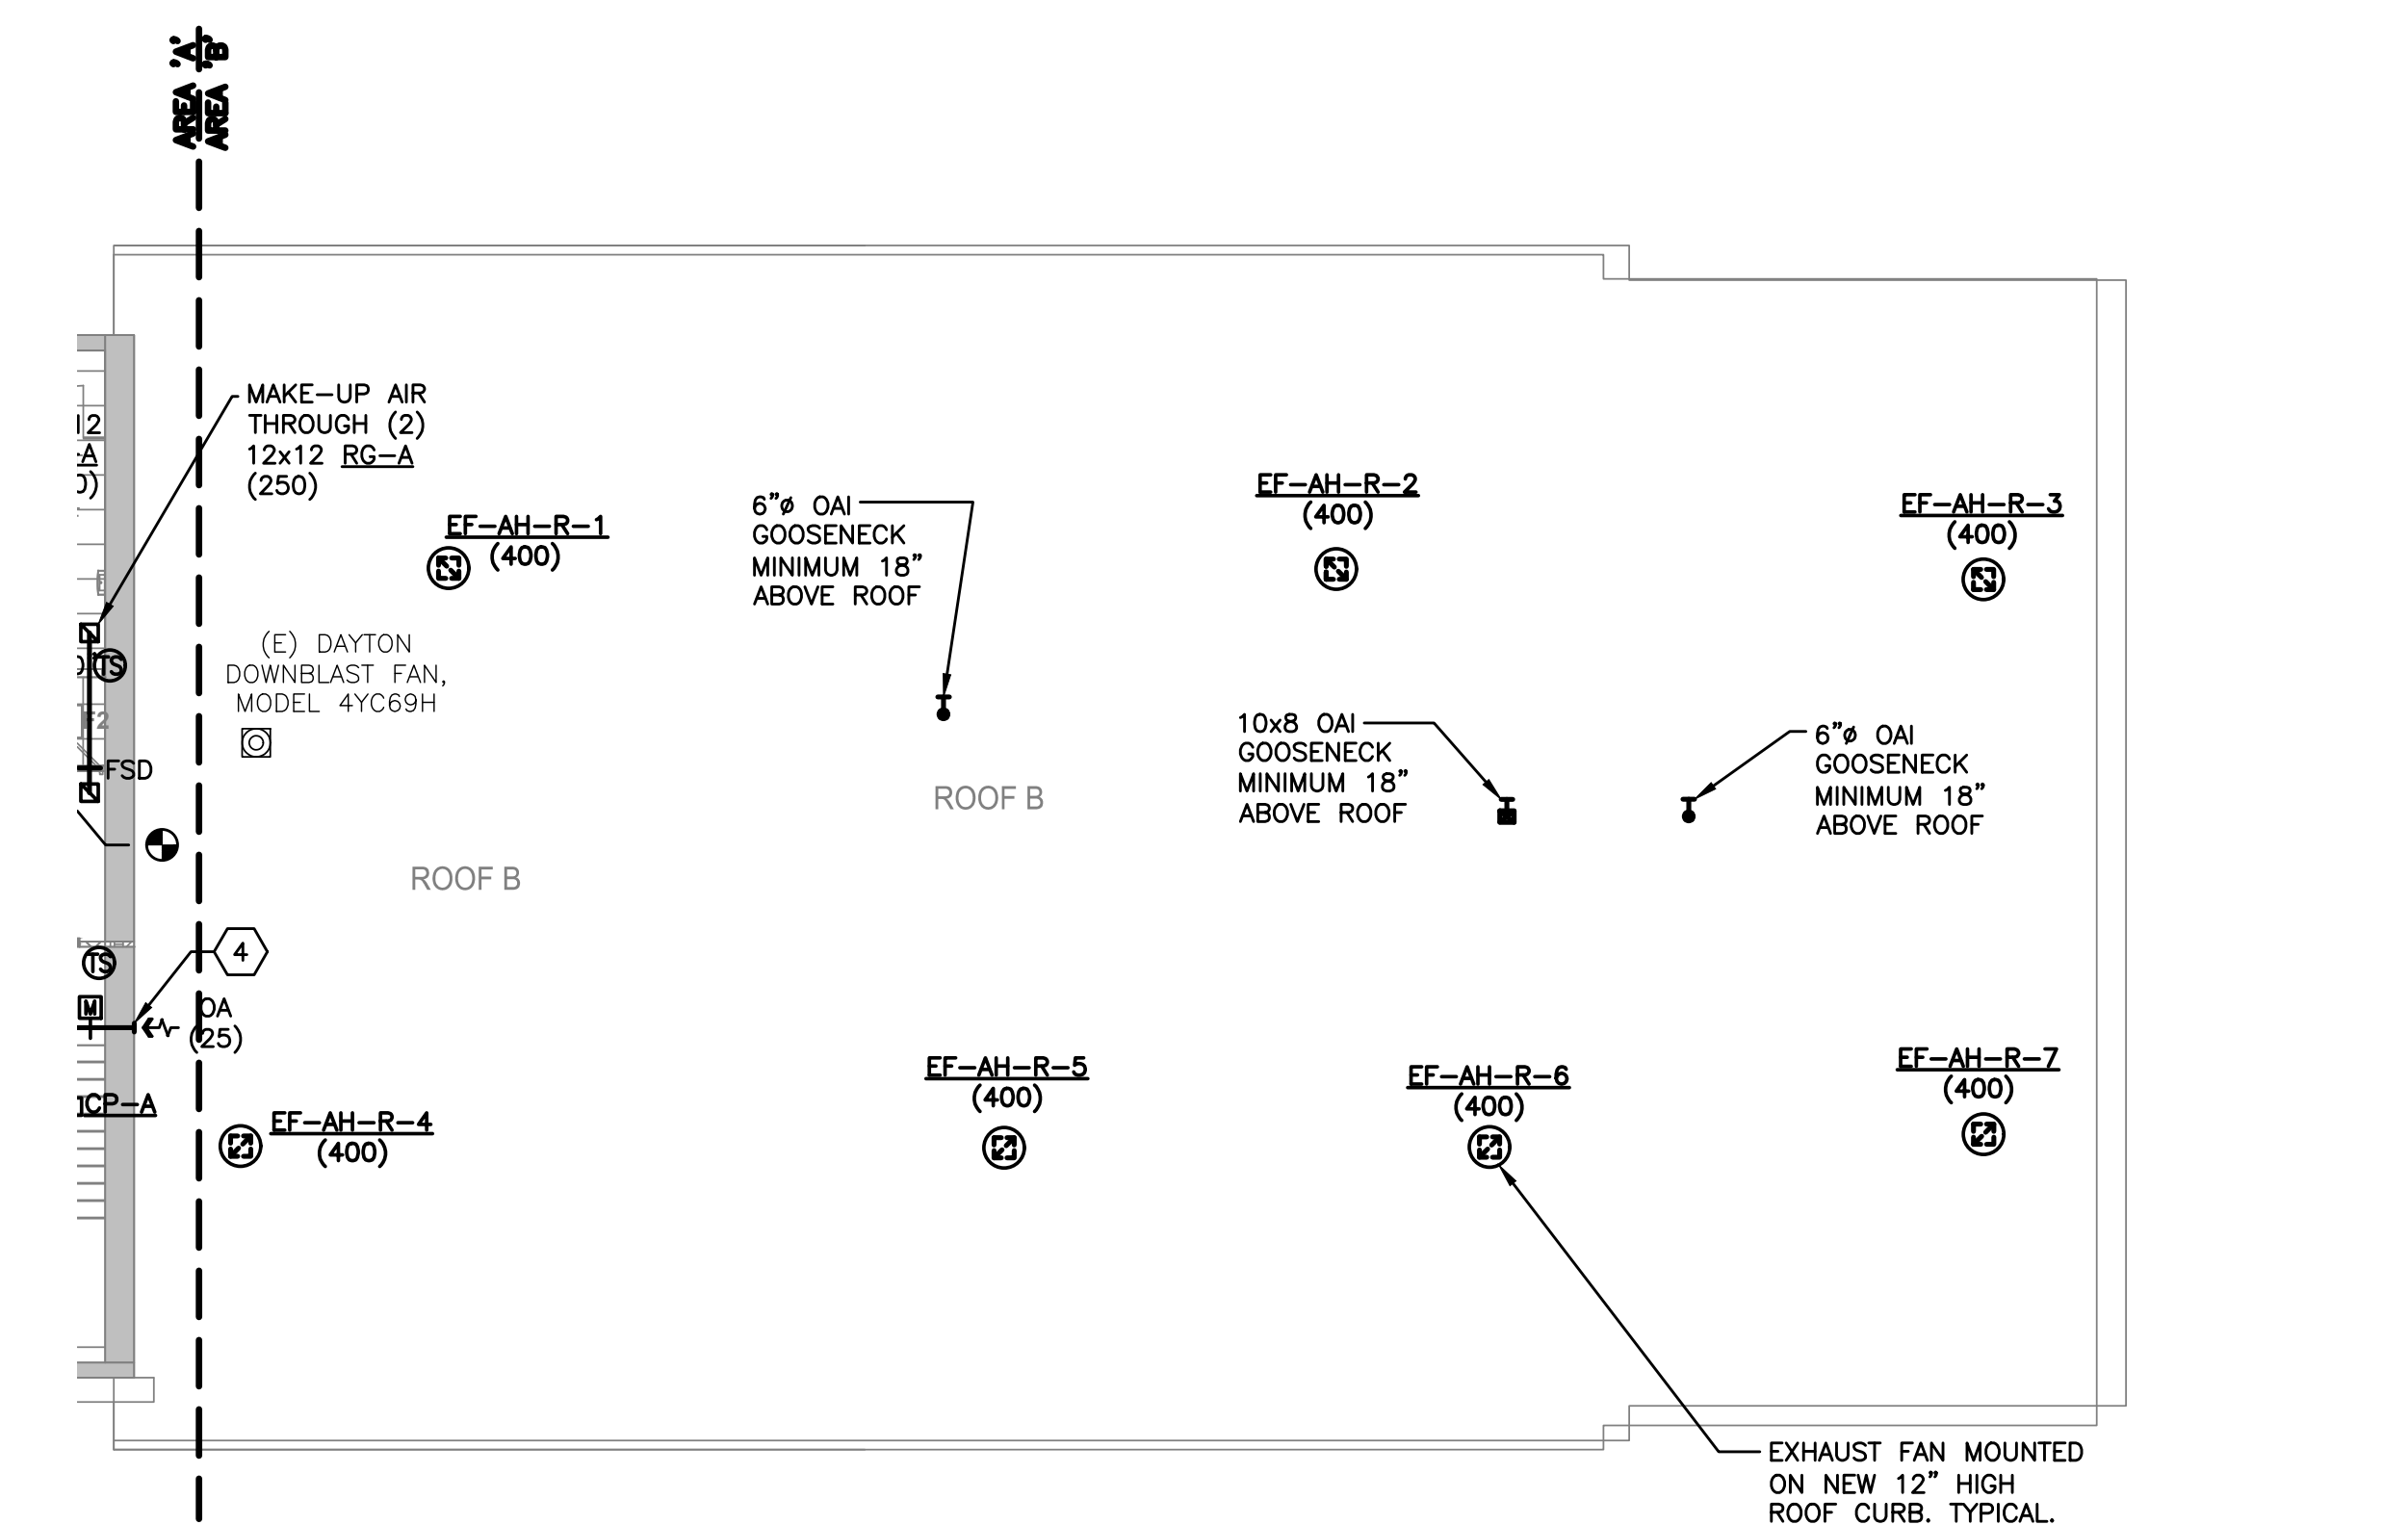 AREA 'A'
AREA 'B'
MAKE-UP AIR
THROUGH (2)
12x12 RG-A
(250)
EF-AH-R-1
(400)
6"ø OAI
GOOSENECK
MINIMUM 18"
ABOVE ROOF
EF-AH-R-2
(400)
EF-AH-R-3
(400)
(E) DAYTON
DOWNBLAST FAN,
MODEL 4YC69H
TS
F2
FSD
10x8 OAI
GOOSENECK
MINIMUM 18"
ABOVE ROOF
6"ø OAI
GOOSENECK
MINIMUM 18"
ABOVE ROOF
ROOF B
ROOF B
4
TS
M
OA
(25)
ICP-A
EF-AH-R-4
(400)
EF-AH-R-5
(400)
EF-AH-R-6
(400)
EF-AH-R-7
(400)
EXHAUST FAN MOUNTED
ON NEW 12" HIGH
ROOF CURB. TYPICAL.